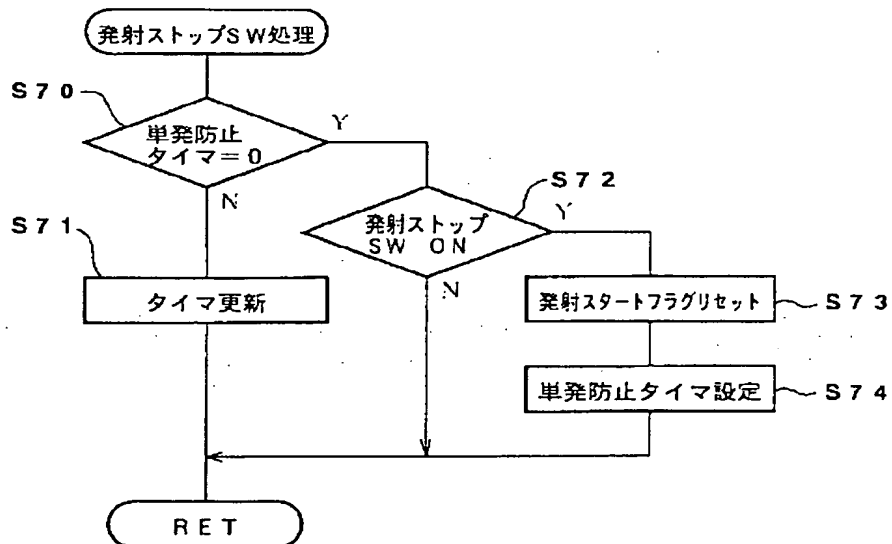 発射ストップSW処理
S70
単発防止
タイマ=0
Y
N
S72
発射ストップ
SW ON
Y
N
S71
タイマ更新
発射スタートフラグリセット
S73
単発防止タイマ設定
S74
RET